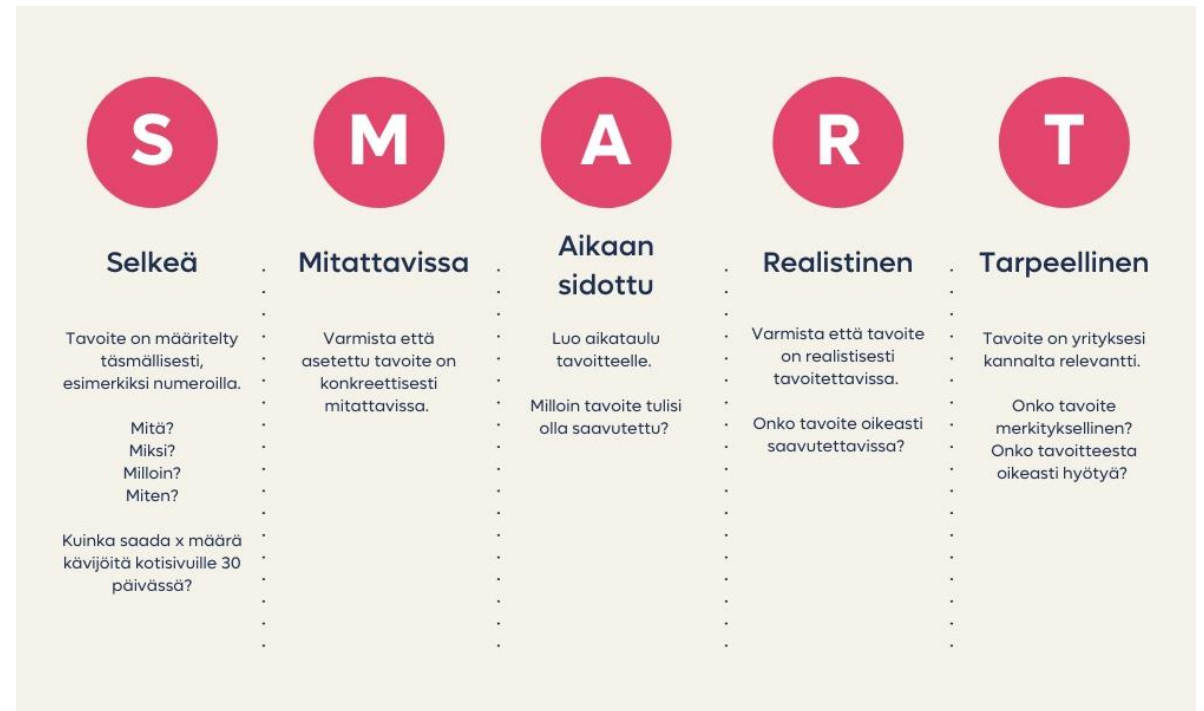 S
Selkeä
Tavoite on määritelty
täsmällisesti,
esimerkiksi numeroilla.
Mitä?
Miksi?
Milloin?
Miten?
Kuinka saada x määrä
kävijöitä kotisivuille 30
päivässä?
M
Mitattavissa
Varmista että
asetettu tavoite on
konkreettisesti
mitattavissa.
A
Aikaan
sidottu
Luo aikataulu
tavoitteelle.
Milloin tavoite tulisi
olla saavutettu?
R
Realistinen
Varmista että tavoite
on realistisesti
tavoitettavissa.
Onko tavoite oikeasti
saavutettavissa?
T
Tarpeellinen
Tavoite on yrityksesi
kannalta relevantti.
Onko tavoite
merkityksellinen?
Onko tavoitteesta
oikeasti hyötyä?